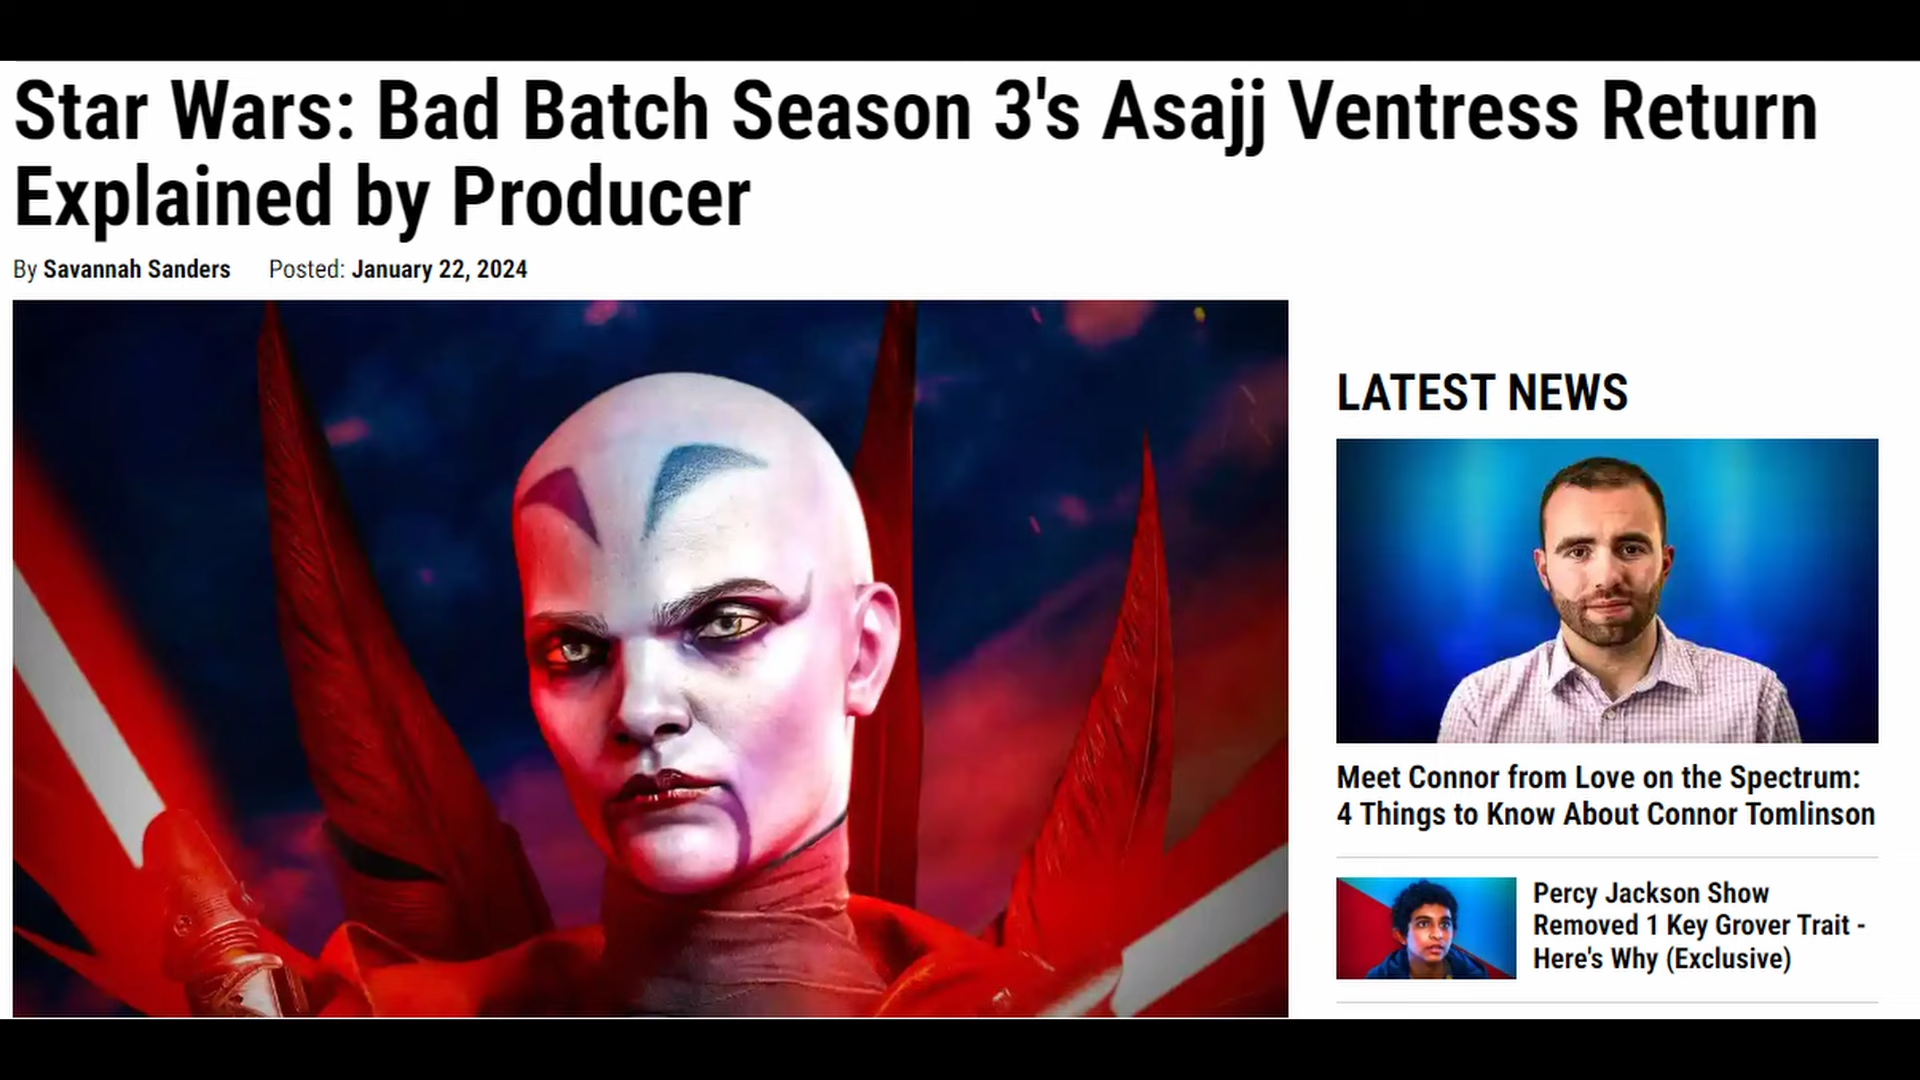 Star Wars: Bad Batch Season 3's Asajj Ventress Return
Explained by Producer
By Savannah Sanders Posted: January 22, 2024
LATEST NEWS
Meet Connor from Love on the Spectrum:
4 Things to Know About Connor Tomlinson
Percy Jackson Show
Removed 1 Key Grover Trait -
Here's Why (Exclusive)